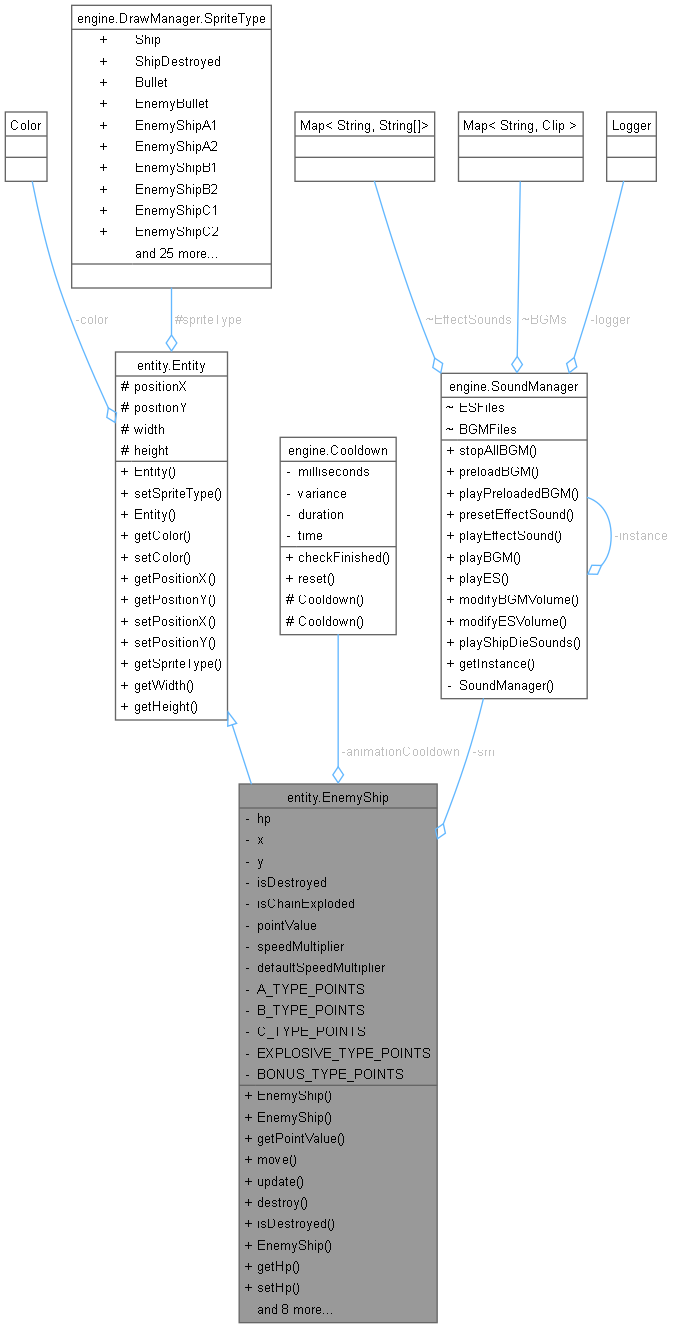 engine.DrawManager.SpriteType
+ Ship
+ ShipDestroyed
+ Bullet
+ EnemyBullet
+ EnemyShipA1
+ EnemyShipA2
+ EnemyShipB1
+ EnemyShipB2
+ EnemyShipC1
+ EnemyShipC2
and 25 more...
Color
Map< String, String[]>
Map< String, Clip >
Logger
-color
#spriteType
~EffectSounds
~BGMs
-logger
entity.Entity
# positionX
# positionY
# width
# height
+ Entity()
+ setSpriteType()
+ Entity()
+ getColor()
+ setColor()
+ getPositionX()
+ getPositionY()
+ setPositionX()
+ setPositionY()
+ getSpriteType()
+ getWidth()
+ getHeight()
engine.Cooldown
- milliseconds
- variance
- duration
- time
+ checkFinished()
+ reset()
# Cooldown()
# Cooldown()
engine.SoundManager
~ ESFiles
~ BGMFiles
+ stopAllBGM()
+ preloadBGM()
+ playPreloadedBGM()
+ presetEffectSound()
+ playEffectSound()
+ playBGM()
+ playES()
+ modifyBGMVolume()
+ modifyESVolume()
+ playShipDieSounds()
+ getInstance()
- SoundManager()
-instance
-animationCooldown
-sm
entity.EnemyShip
- hp
- x
- y
- isDestroyed
- isChainExploded
- pointValue
- speedMultiplier
- defaultSpeedMultiplier
- A_TYPE_POINTS
- B_TYPE_POINTS
- C_TYPE_POINTS
- EXPLOSIVE_TYPE_POINTS
- BONUS_TYPE_POINTS
+ EnemyShip()
+ EnemyShip()
+ getPointValue()
+ move()
+ update()
+ destroy()
+ isDestroyed()
+ EnemyShip()
+ getHp()
+ setHp()
and 8 more...